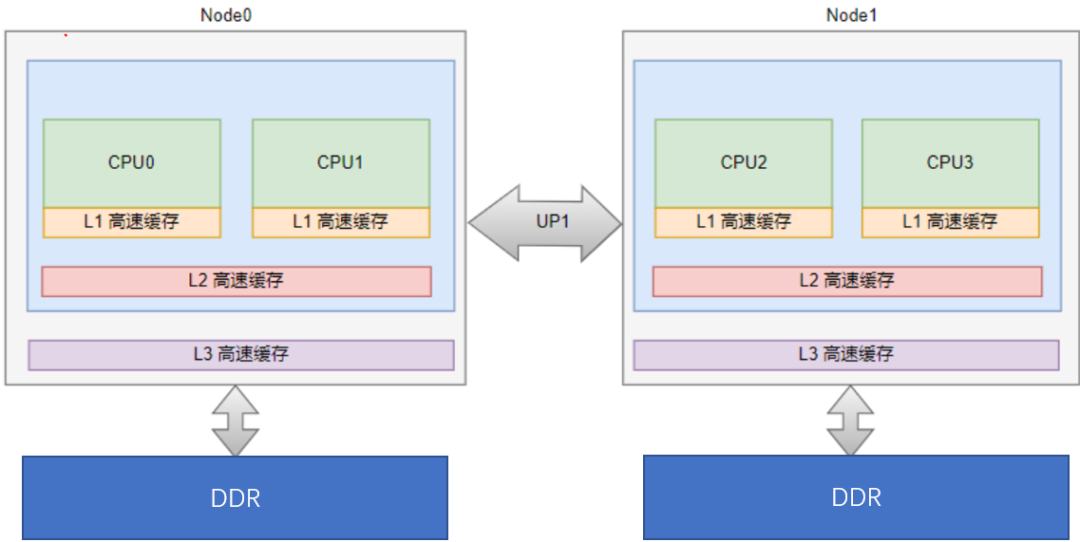 Node0
Node1
CPU0
CPU1
CPU2
CPU3
L1 高速缓存
L1 高速缓存
UP1
L1 高速缓存
L1 高速缓存
L2 高速缓存
L2 高速缓存
L3 高速缓存
L3 高速缓存
DDR
DDR